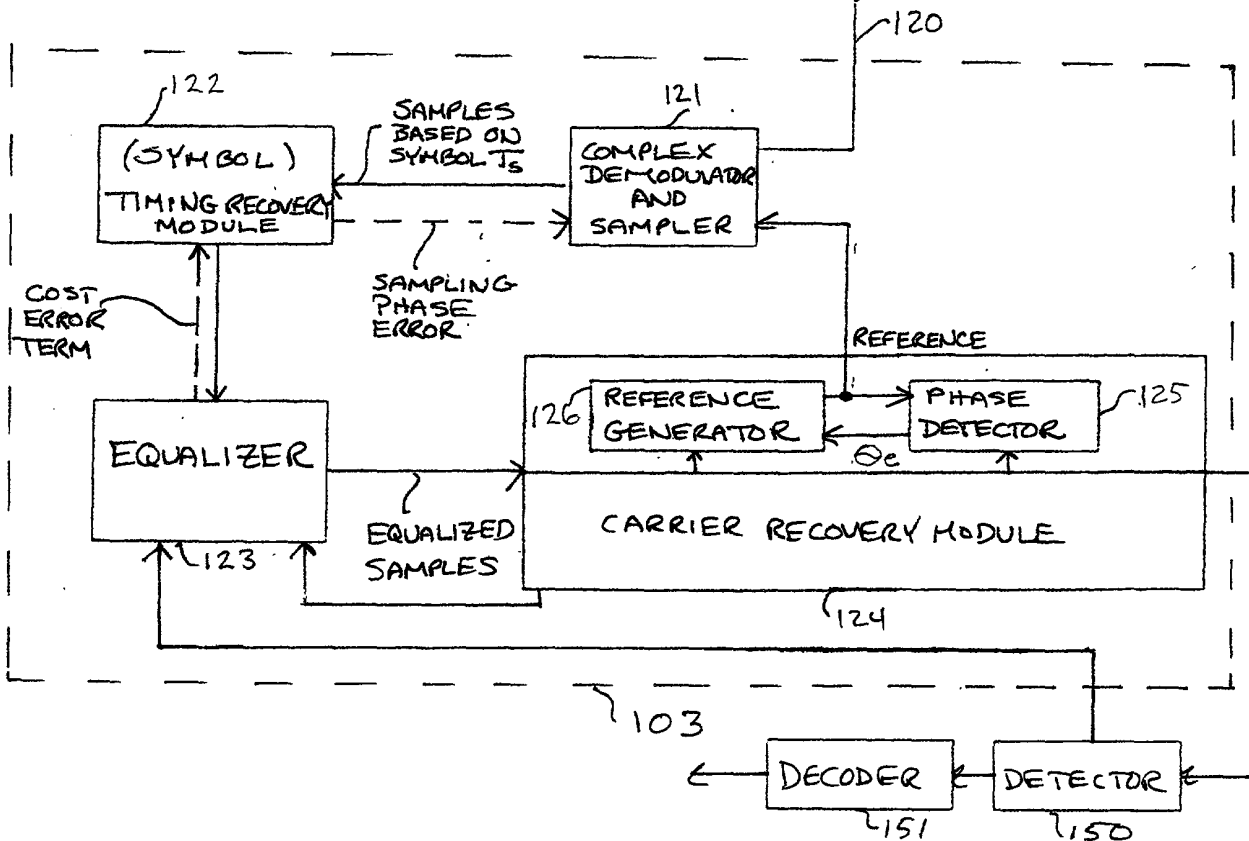 120
122
(SYMBOL)
TIMING RECOVERY
MODULE
SAMPLES
BASED ON
SYMBOL Ts
121
COMPLEX
DEMODULATOR
AND
SAMPLER
COST
ERROR
TERM
SAMPLING
PHASE
ERROR
REFERENCE
126
REFERENCE
GENERATOR
PHASE
DETECTOR
125
Θe
EQUALIZER
123
EQUALIZED
SAMPLES
CARRIER RECOVERY MODULE
124
103
DECODER
151
DETECTOR
150